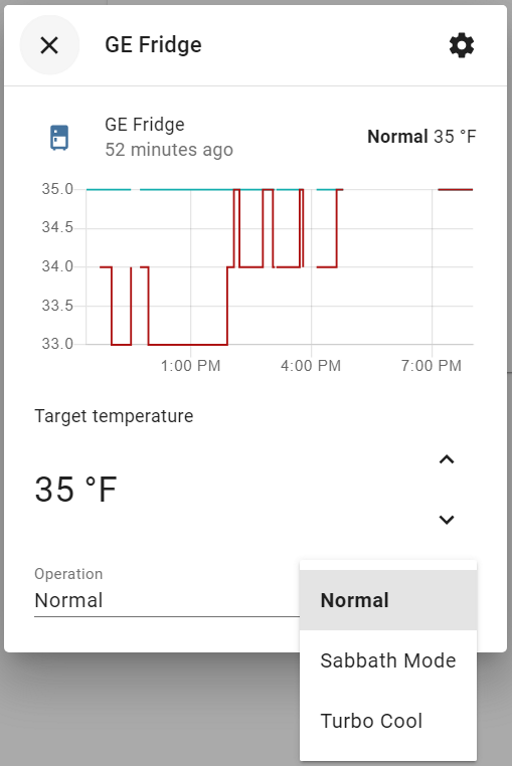 GE Fridge
GE Fridge
52 minutes ago
Normal 35 °F
35.0
34.5
34.0
33.5
33.0
1:00 PM 4:00 PM 7:00 PM
Target temperature
35 °F
Operation
Normal
Normal
Sabbath Mode
Turbo Cool